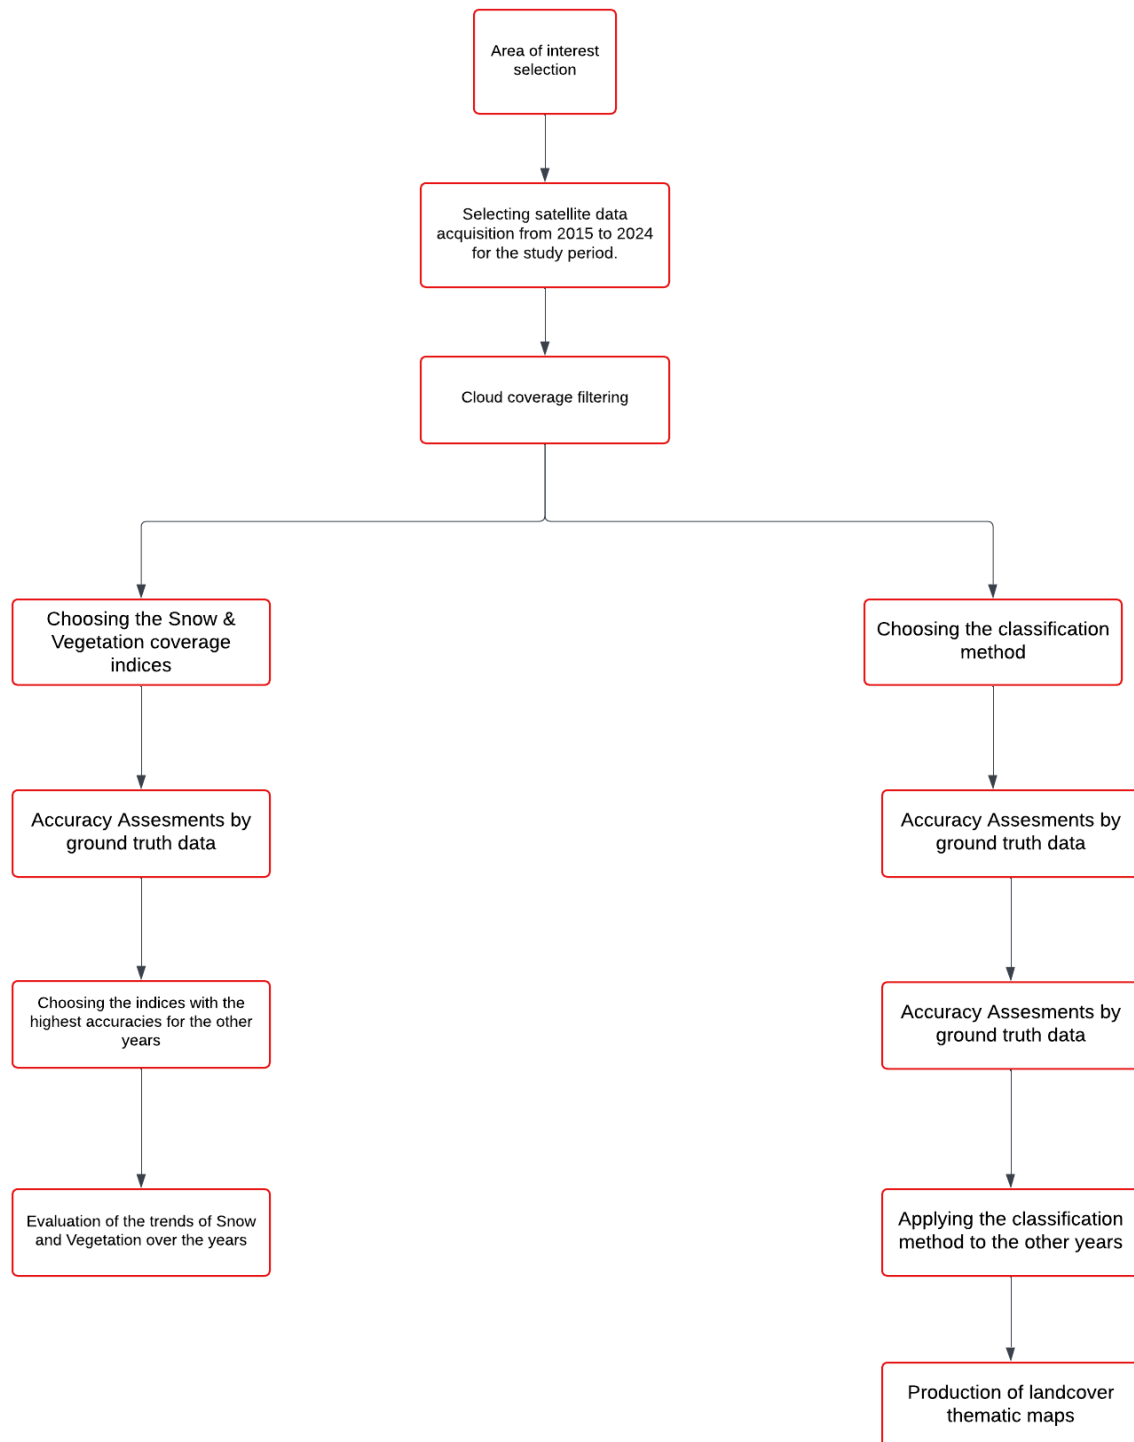 Area of interest
selection
Selecting satellite data
acquisition from 2015 to 2024
for the study period.
Cloud coverage filtering
Choosing the Snow &
Vegetation coverage
indices
Accuracy Assesments by
ground truth data
Choosing the indices with the
highest accuracies for the other
years
Evaluation of the trends of Snow
and Vegetation over the years
Choosing the classification
method
Accuracy Assesments by
ground truth data
Accuracy Assesments by
ground truth data
Applying the classification
method to the other years
Production of landcover
thematic maps